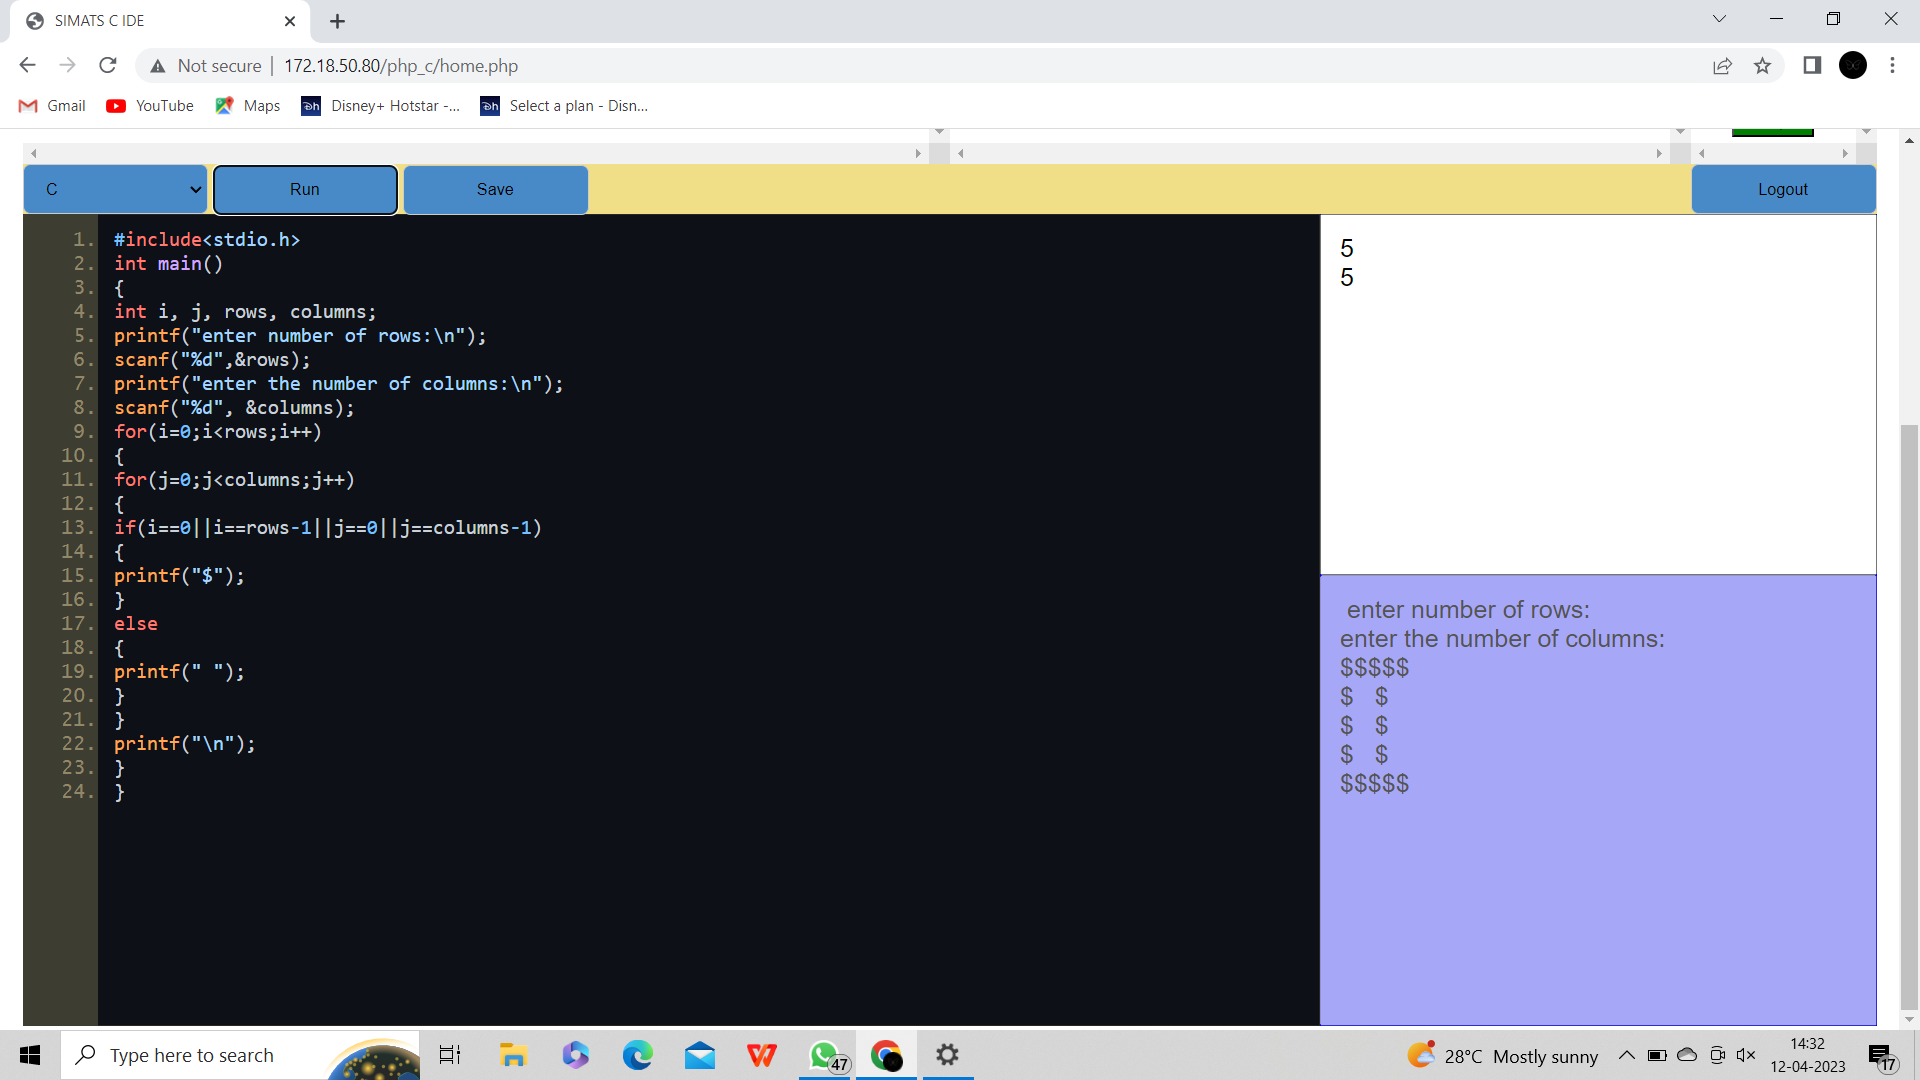 SIMATS C IDE
Not secure 172.18.50.80/php_c/home.php
Gmail YouTube Maps Disney+ Hotstar -... Select a plan - Disn...
C Run Save Logout
1. #include<stdio.h>
2. int main()
3. {
4. int i, j, rows, columns;
5. printf("enter number of rows:\n");
6. scanf("%d",&rows);
7. printf("enter the number of columns:\n");
8. scanf("%d", &columns);
9. for(i=0;i<rows;i++)
10. {
11. for(j=0;j<columns;j++)
12. {
13. if(i==0||i==rows-1||j==0||j==columns-1)
14. {
15. printf("$");
16. }
17. else
18. {
19. printf(" ");
20. }
21. }
22. printf("\n");
23. }
24. }
5
5
enter number of rows:
enter the number of columns:
$$$$$
$   $
$   $
$   $
$$$$$
Type here to search 47 28°C Mostly sunny 14:32
12-04-2023 17